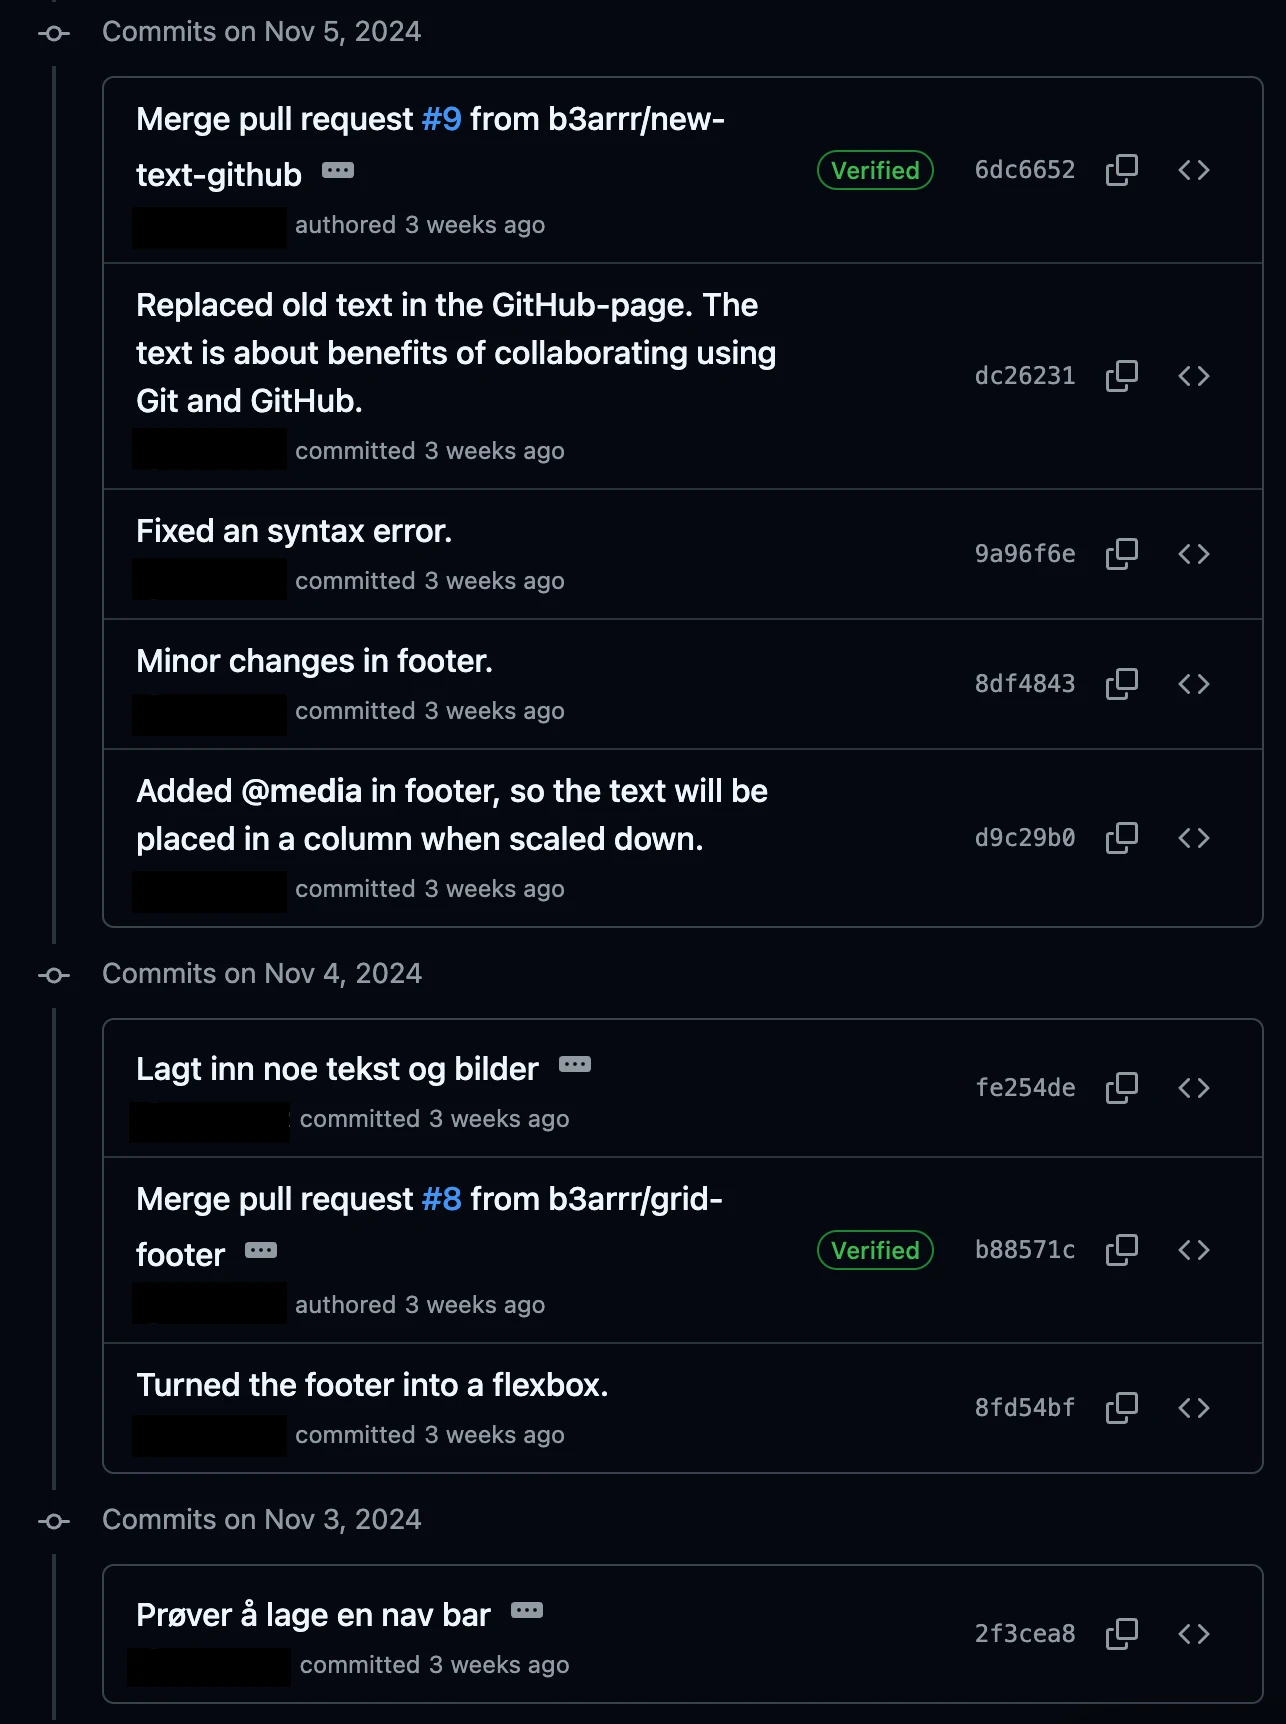 Commits on Nov 5, 2024
Merge pull request #9 from b3arrr/new-
text-github
Verified
6dc6652
authored 3 weeks ago
Replaced old text in the GitHub-page. The
text is about benefits of collaborating using
Git and GitHub.
dc26231
committed 3 weeks ago
Fixed an syntax error.
9a96f6e
committed 3 weeks ago
Minor changes in footer.
8df4843
committed 3 weeks ago
Added @media in footer, so the text will be
placed in a column when scaled down.
d9c29b0
committed 3 weeks ago
Commits on Nov 4, 2024
Lagt inn noe tekst og bilder
fe254de
committed 3 weeks ago
Merge pull request #8 from b3arrr/grid-
footer
Verified
b88571c
authored 3 weeks ago
Turned the footer into a flexbox.
8fd54bf
committed 3 weeks ago
Commits on Nov 3, 2024
Prøver å lage en nav bar
2f3cea8
committed 3 weeks ago